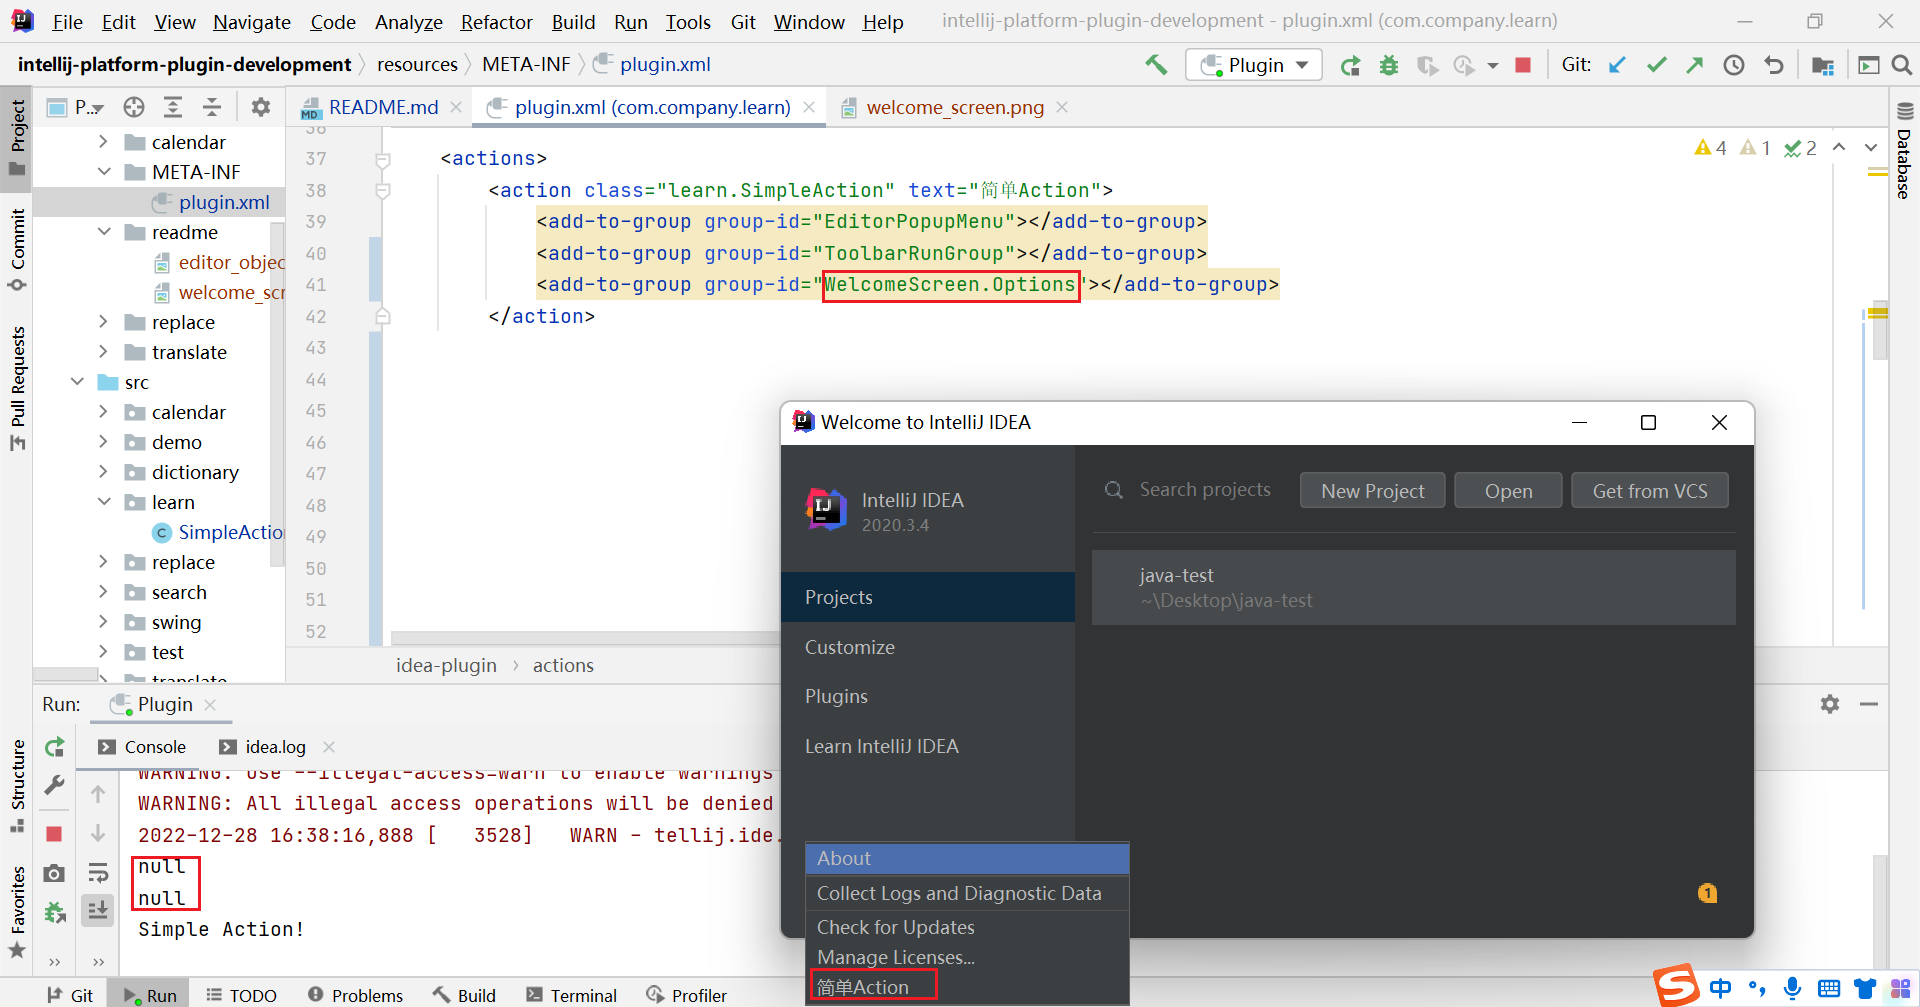 File Edit View Navigate Code Analyze Refactor Build Run Tools Git Window Help intellij-platform-plugin-development - plugin.xml (com.company.learn)
intellij-platform-plugin-development resources META-INF plugin.xml
Plugin Git:
Project
Commit
Pull Requests
Structure
Favorites
Database
P...
README.md plugin.xml (com.company.learn) welcome_screen.png
calendar
META-INF
plugin.xml
readme
editor_objec
welcome_scr
replace
translate
src
calendar
demo
dictionary
learn
SimpleActio
replace
search
swing
test
translate
4 1 2
36
37 <actions>
38 <action class="learn.SimpleAction" text="简单Action">
39 <add-to-group group-id="EditorPopupMenu"></add-to-group>
40 <add-to-group group-id="ToolbarRunGroup"></add-to-group>
41 <add-to-group group-id="WelcomeScreen.Options"></add-to-group>
42 </action>
43
44
45
46
47
48
49
50
51
52
idea-plugin › actions
Welcome to IntelliJ IDEA
IntelliJ IDEA
2020.3.4
Search projects New Project Open Get from VCS
Projects
Customize
Plugins
Learn IntelliJ IDEA
java-test
~\Desktop\java-test
1
About
Collect Logs and Diagnostic Data
Check for Updates
Manage Licenses...
简单Action
Run: Plugin
Console idea.log
WARNING: Use --illegal-access=warn to enable warnings
WARNING: All illegal access operations will be denied
2022-12-28 16:38:16,888 [ 3528] WARN - tellij.ide.
null
null
Simple Action!
Git Run TODO Problems Build Terminal Profiler
中